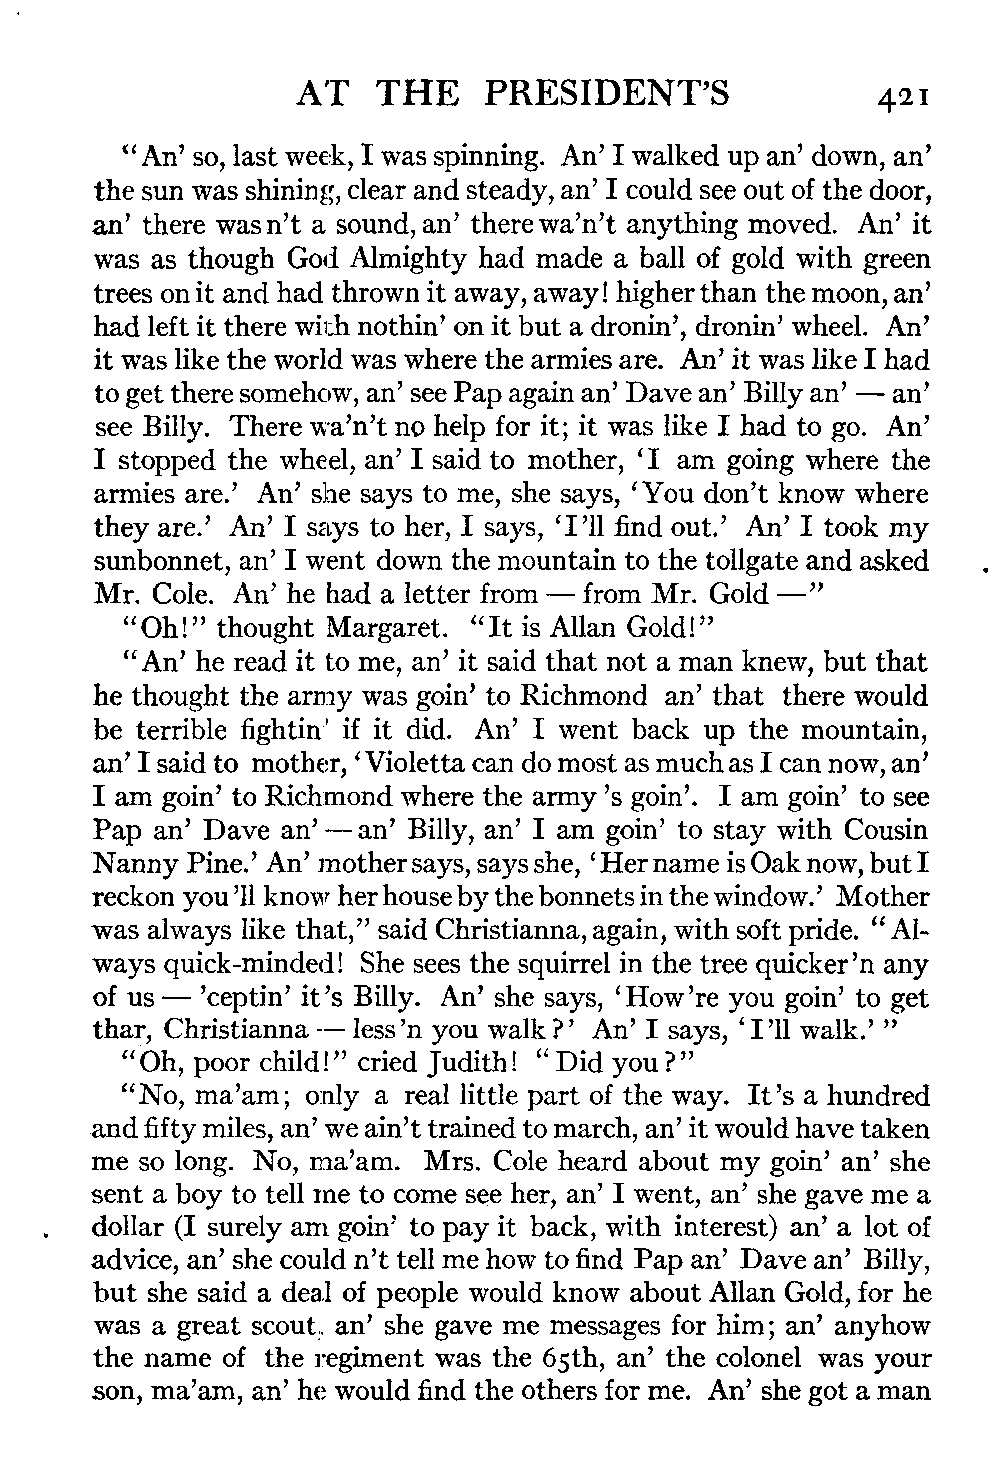 AT THE PRESIDENT'S 421
"An' so, last week, I was spinning. An' I walked up an' down, an'
the sun was shining, clear and steady, an' I could see out of the door,
an' there was n't a sound, an' there wa'n't anything moved. An' it
was as though God Almighty had made a ball of gold with green
trees on it and had thrown it away, away! higher than the moon, an'
had left it there with nothin' on it but a dronin', dronin' wheel. An'
it was like the world was where the armies are. An' it was like I had
to get there somehow, an' see Pap again an' Dave an' Billy an' — an'
see Billy. There wa'n't no help for it; it was like I had to go. An'
I stopped the wheel, an' I said to mother, 'I am going where the
armies are.' An' she says to me, she says, 'You don't know where
they are.' An' I says to her, I says, 'I'll find out.' An' I took my
sunbonnet, an' I went down the mountain to the tollgate and asked
Mr. Cole. An' he had a letter from — from Mr. Gold —"
"Oh!" thought Margaret. "It is Allan Gold!"
"An' he read it to me, an' it said that not a man knew, but that
he thought the army was goin' to Richmond an' that there would
be terrible fightin' if it did. An' I went back up the mountain,
an' I said to mother, 'Violetta can do most as much as I can now, an'
I am goin' to Richmond where the army 's goin'. I am goin' to see
Pap an' Dave an' — an' Billy, an' I am goin' to stay with Cousin
Nanny Pine.' An' mother says, says she, 'Her name is Oak now, but I
reckon you 'll know her house by the bonnets in the window.' Mother
was always like that," said Christianna, again, with soft pride. "Al-
ways quick-minded! She sees the squirrel in the tree quicker 'n any
of us — 'ceptin' it 's Billy. An' she says, 'How're you goin' to get
thar, Christianna — less 'n you walk?' An' I says, 'I'll walk.'"
"Oh, poor child!" cried Judith! "Did you?"
"No, ma'am; only a real little part of the way. It 's a hundred
and fifty miles, an' we ain't trained to march, an' it would have taken
me so long. No, ma'am. Mrs. Cole heard about my goin' an' she
sent a boy to tell me to come see her, an' I went, an' she gave me a
dollar (I surely am goin' to pay it back, with interest) an' a lot of
advice, an' she could n't tell me how to find Pap an' Dave an' Billy,
but she said a deal of people would know about Allan Gold, for he
was a great scout, an' she gave me messages for him; an' anyhow
the name of the regiment was the 65th, an' the colonel was your
son, ma'am, an' he would find the others for me. An' she got a man